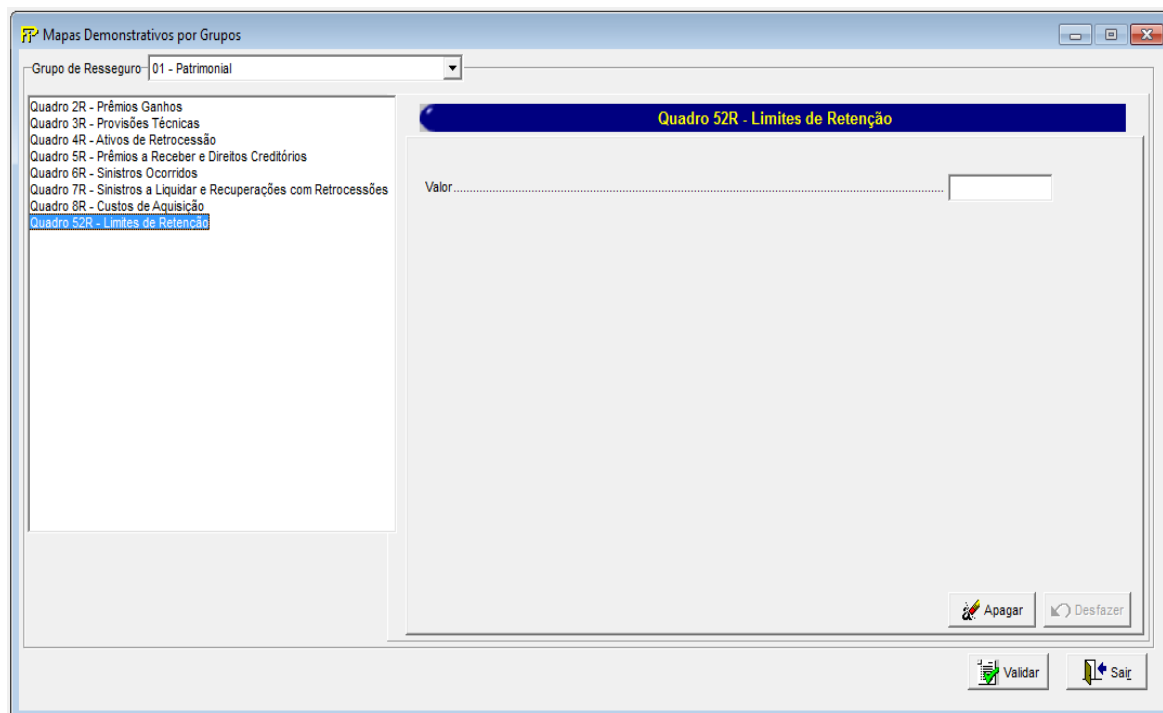 Mapas Demonstrativos por Grupos
Grupo de Resseguro 01 - Patrimonial
Quadro 2R - Prêmios Ganhos
Quadro 3R - Provisões Técnicas
Quadro 4R - Ativos de Retrocessão
Quadro 5R - Prêmios a Receber e Direitos Creditórios
Quadro 6R - Sinistros Ocorridos
Quadro 7R - Sinistros a Liquidar e Recuperações com Retrocessões
Quadro 8R - Custos de Aquisição
Quadro 52R - Limites de Retenção
Quadro 52R - Limites de Retenção
Valor
Apagar
Desfazer
Validar
Sair